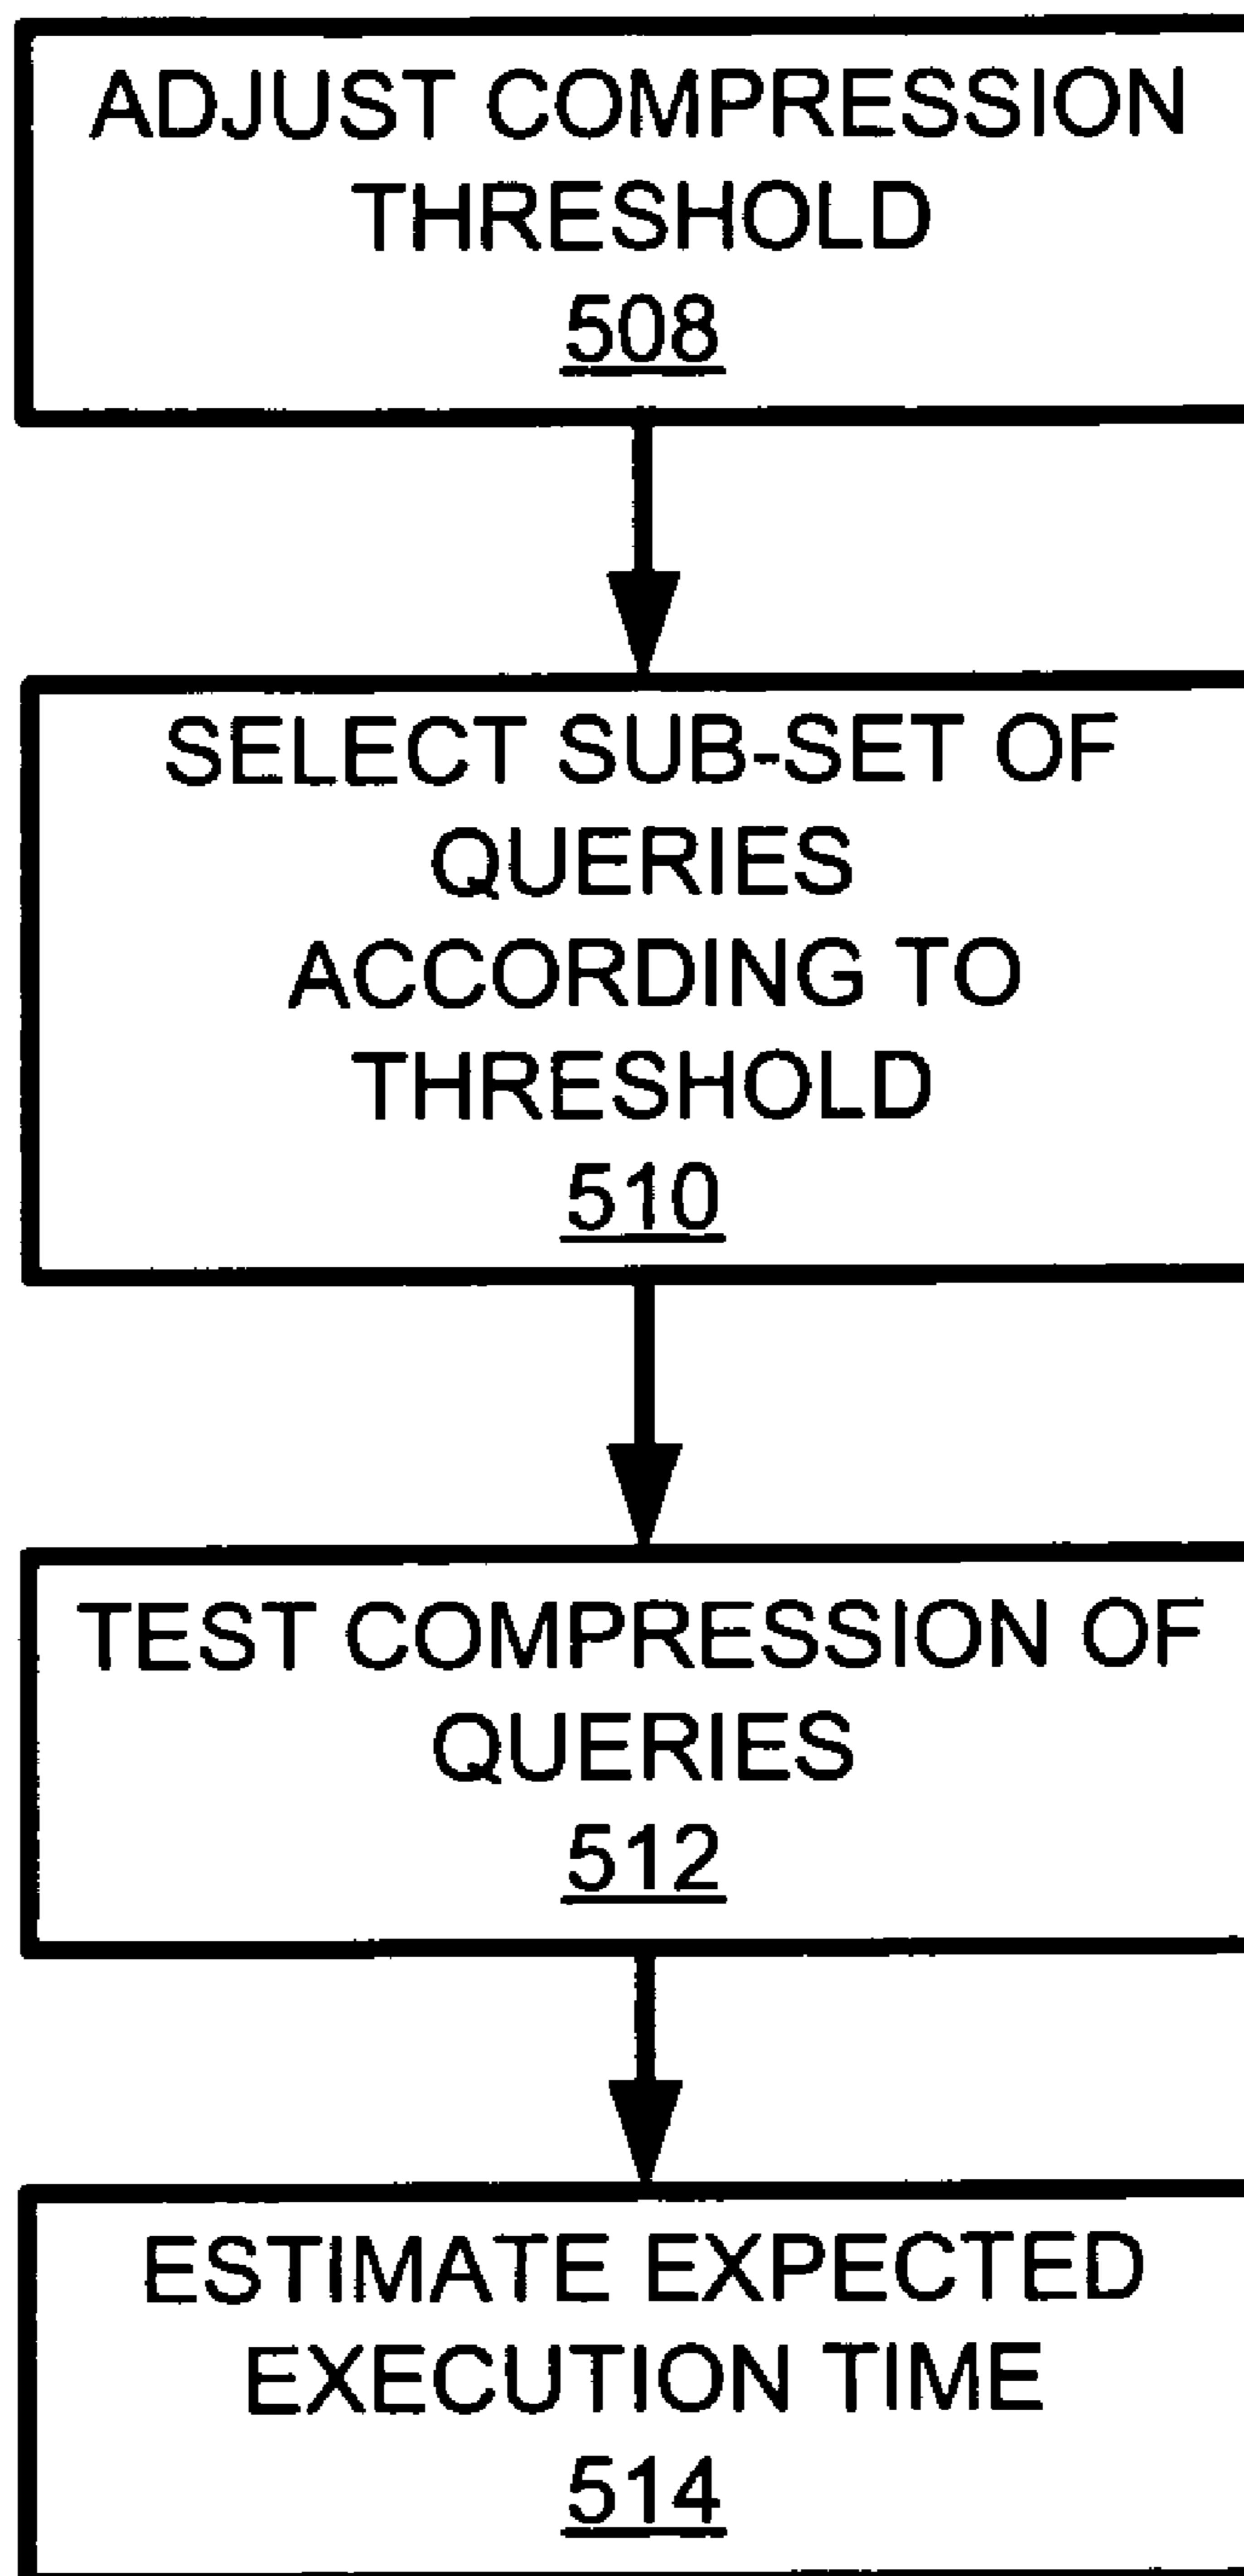 ADJUST COMPRESSION
THRESHOLD
508
SELECT SUB-SET OF
QUERIES
ACCORDING TO
THRESHOLD
510
TEST COMPRESSION OF
QUERIES
512
ESTIMATE EXPECTED
EXECUTION TIME
514